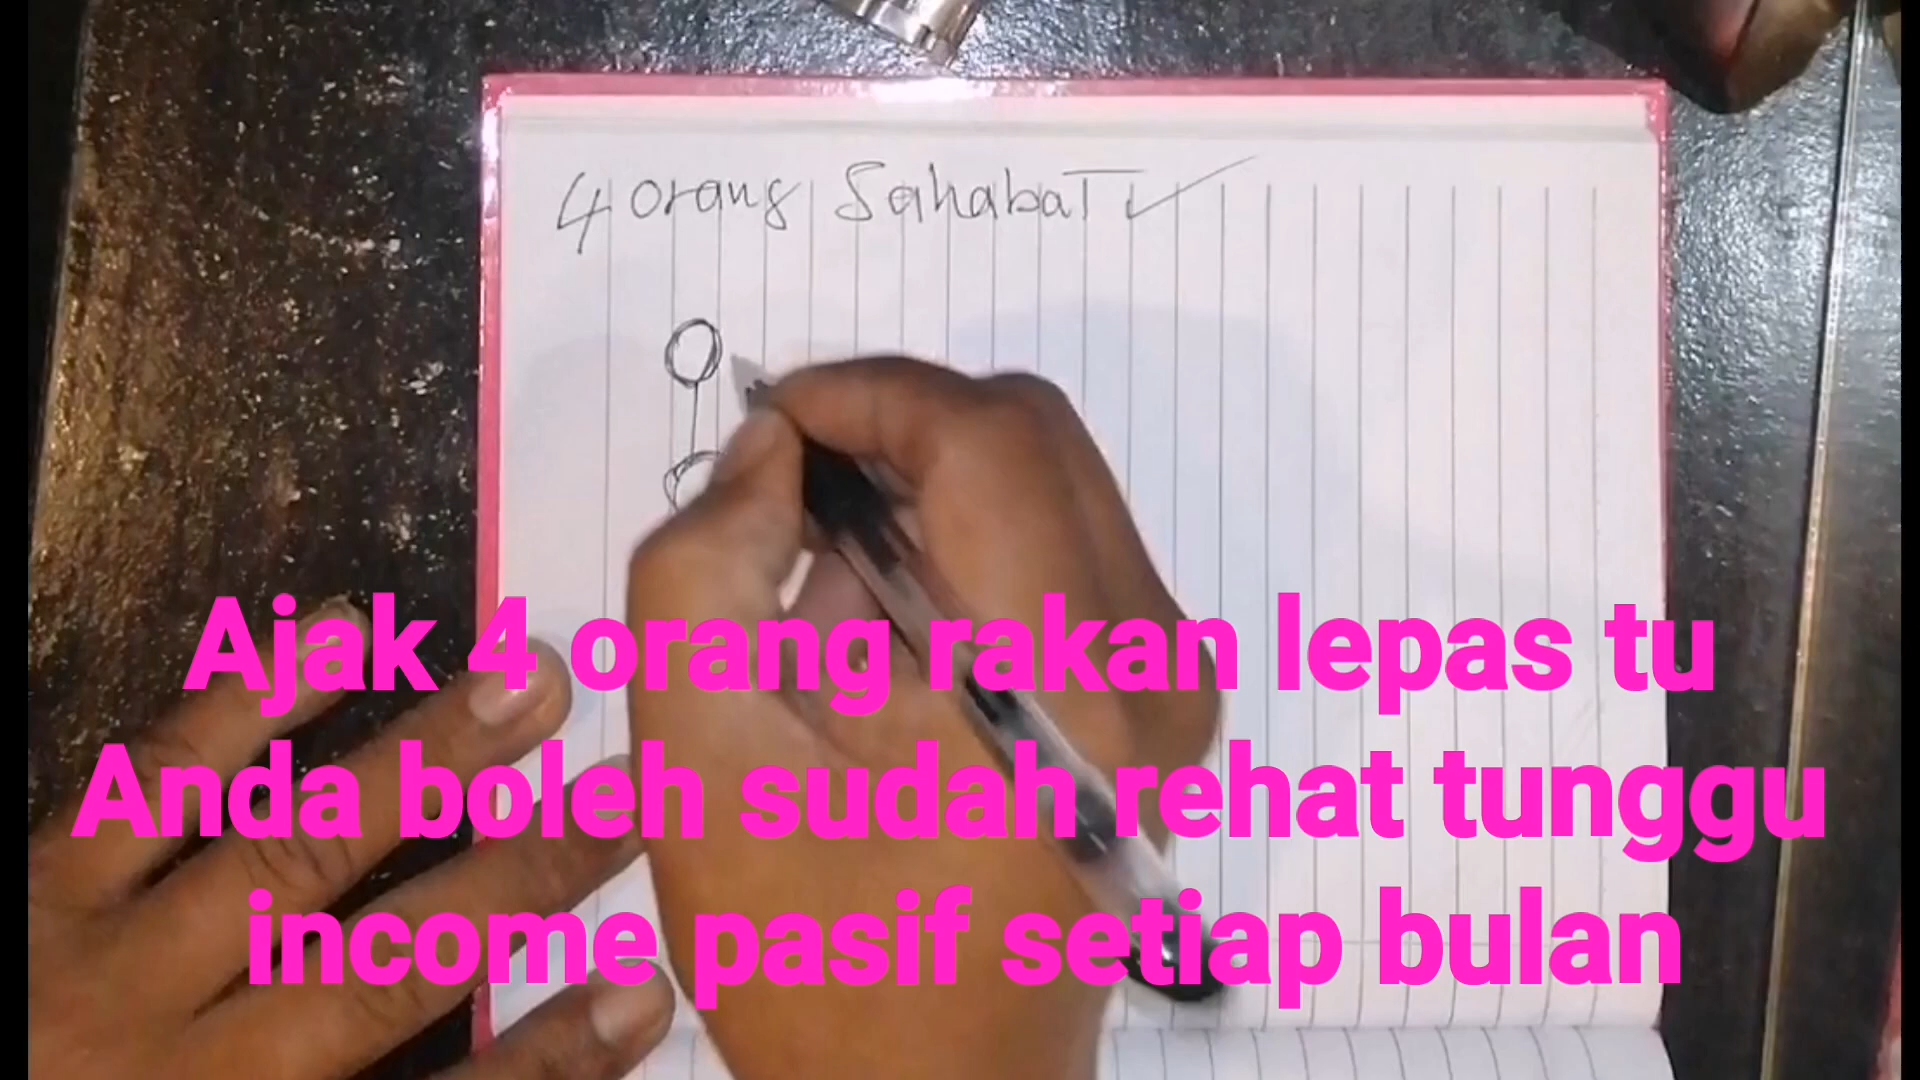 4 orang SahabaT
Ajak 4 orang rakan lepas tu
Anda boleh sudah rehat tunggu
income pasif setiap bulan